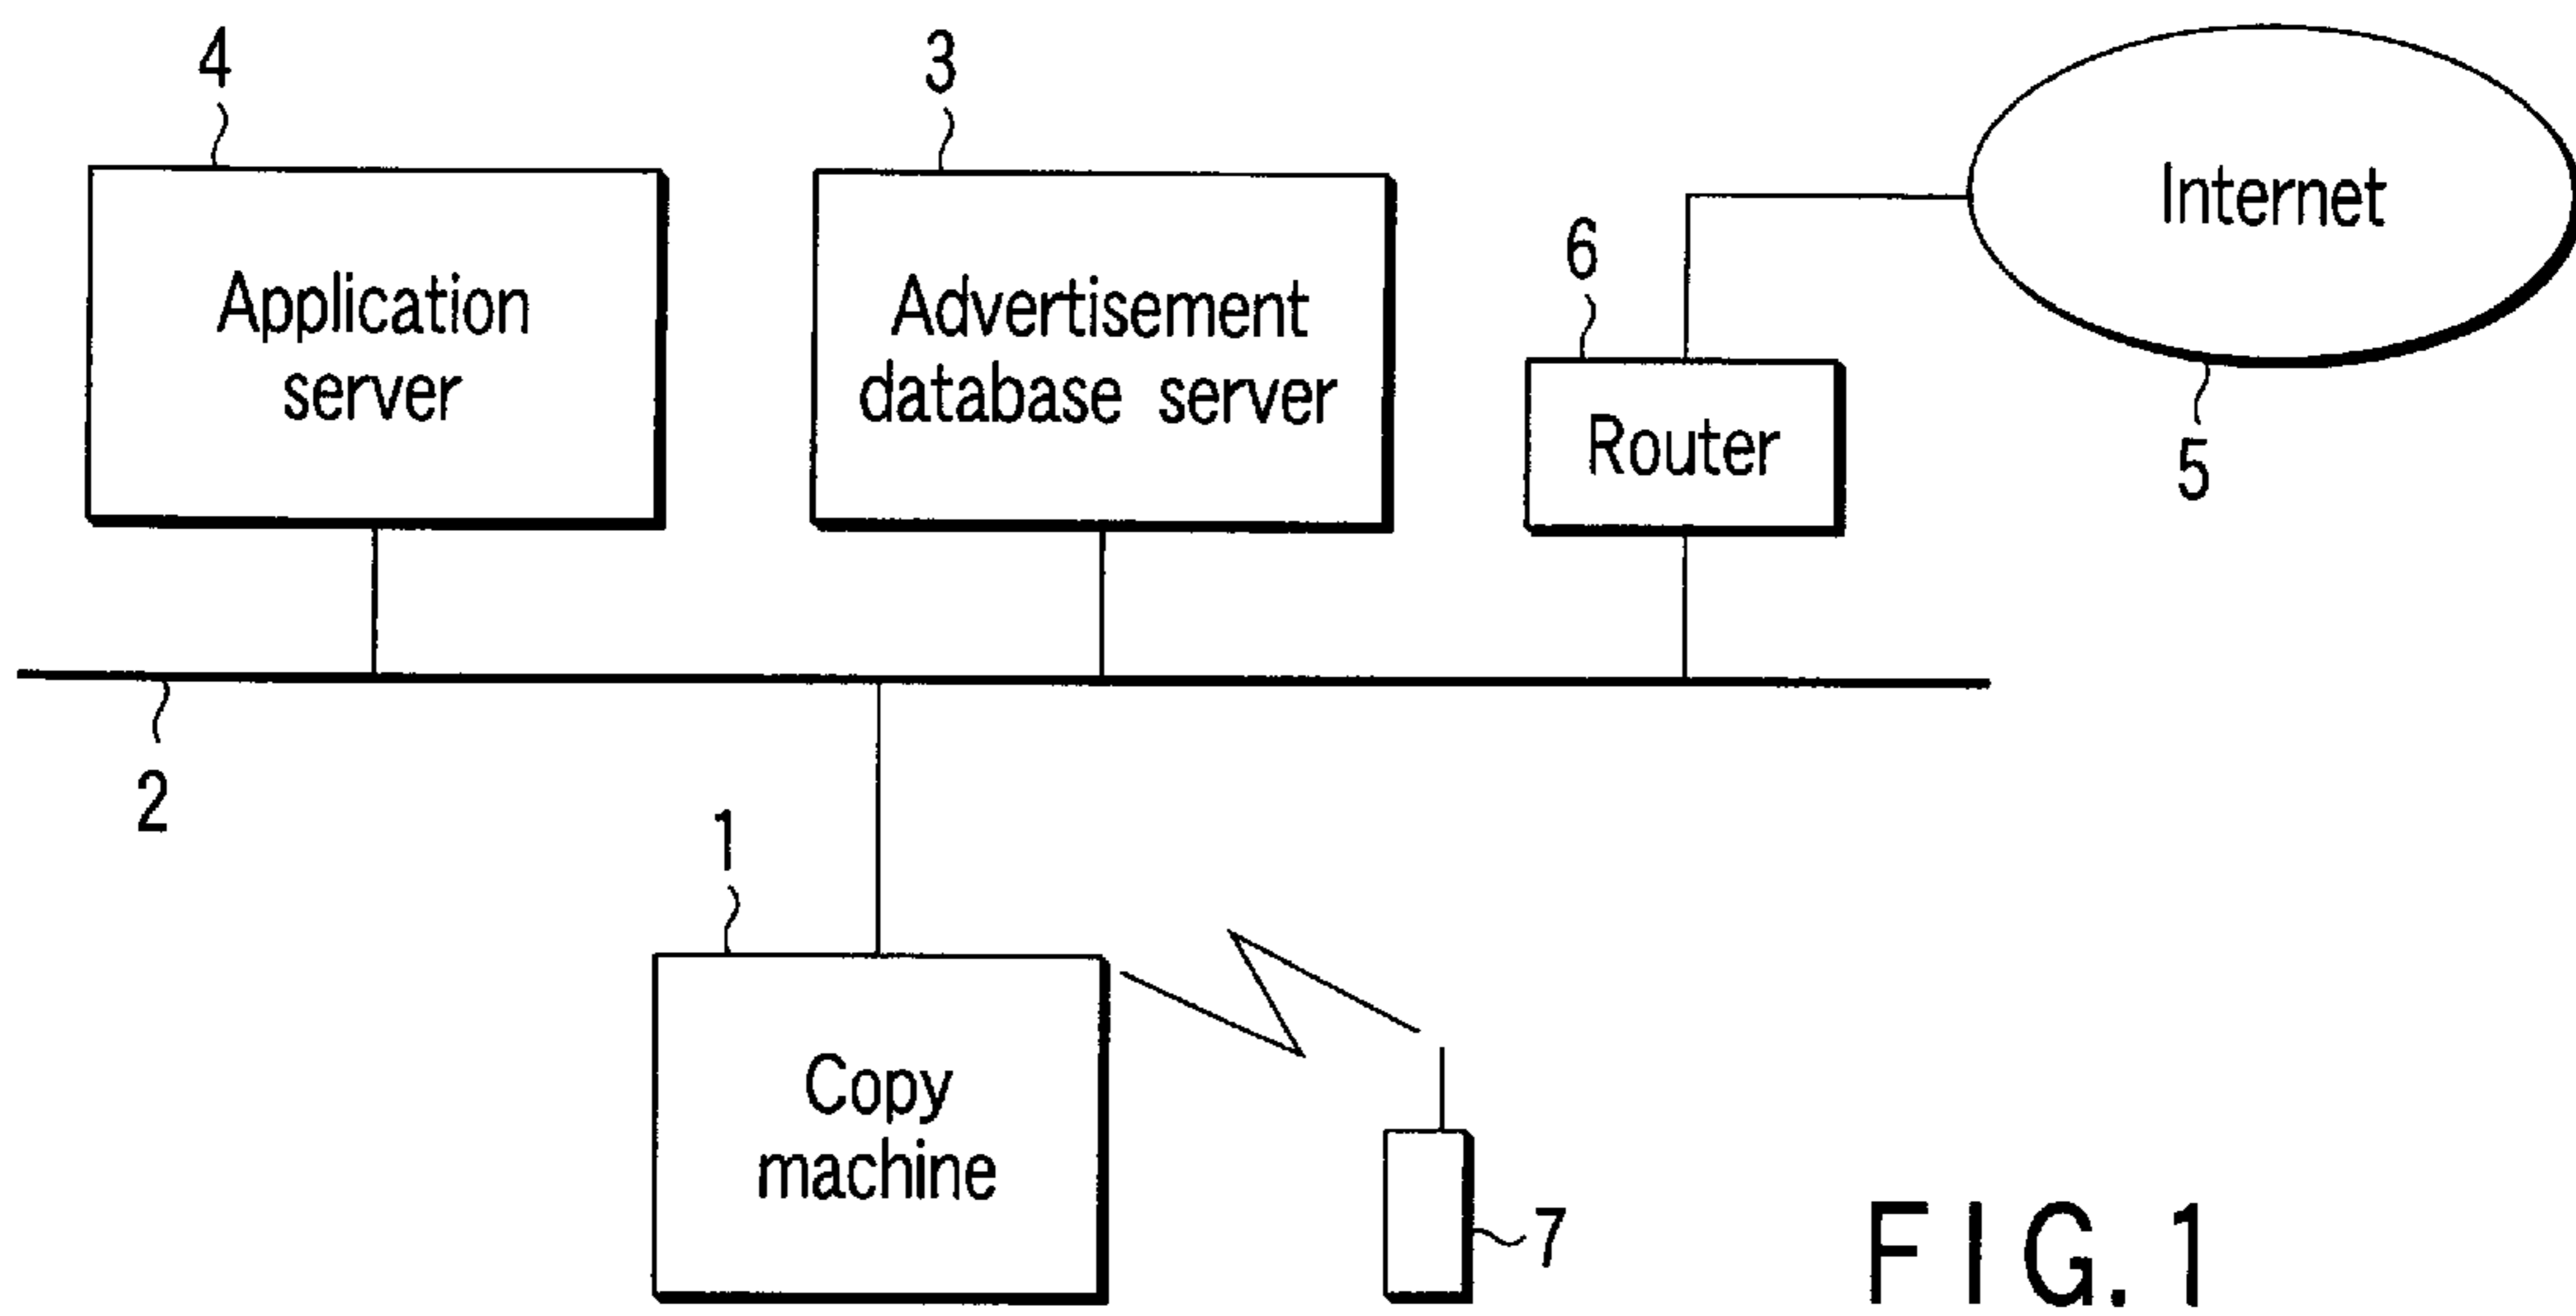 4
3
Internet
6
Application
server
Advertisement
database server
Router
5
2
1
Copy
machine
7
FIG. 1